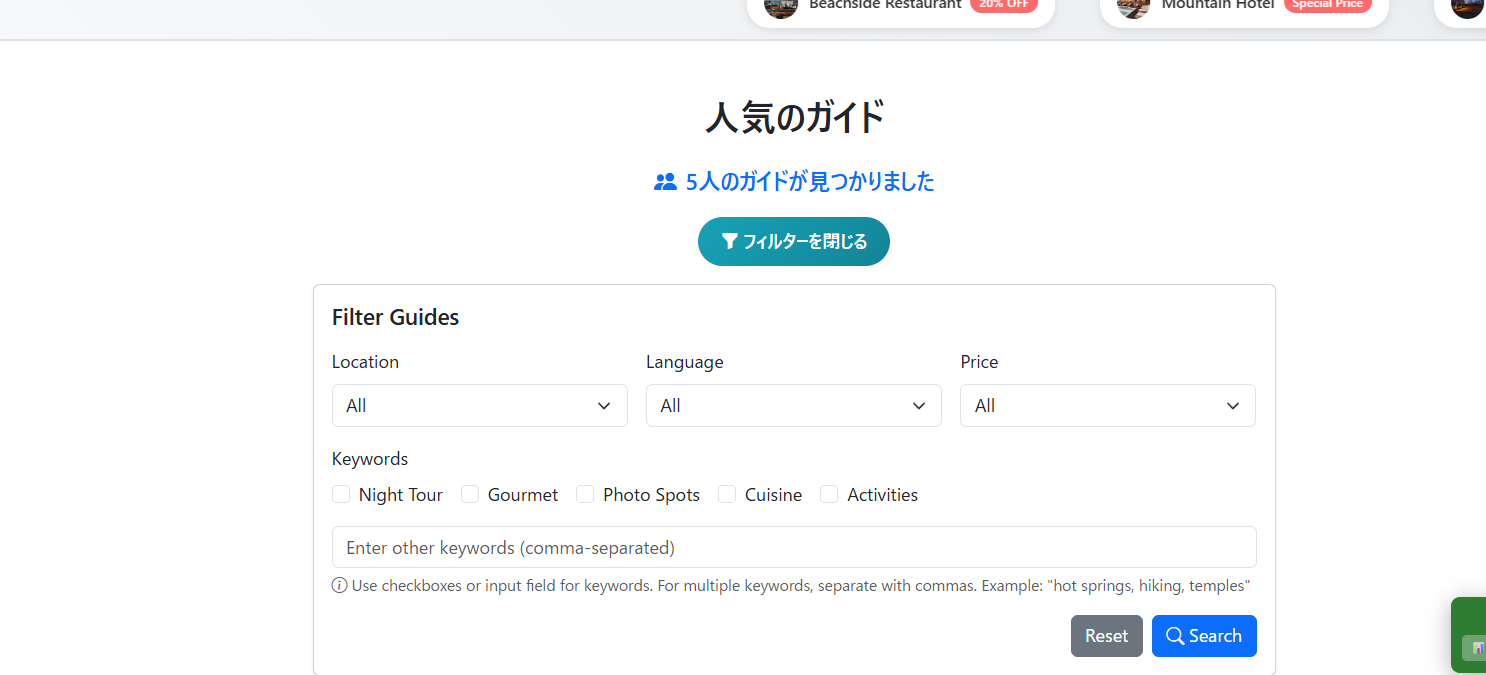 Beachside Restaurant 20% OFF Mountain Hotel Special Price
人気のガイド
5人のガイドが見つかりました
フィルターを閉じる
Filter Guides
Location Language Price
All All All
Keywords
Night Tour Gourmet Photo Spots Cuisine Activities
Enter other keywords (comma-separated)
Use checkboxes or input field for keywords. For multiple keywords, separate with commas. Example: "hot springs, hiking, temples"
Reset Search